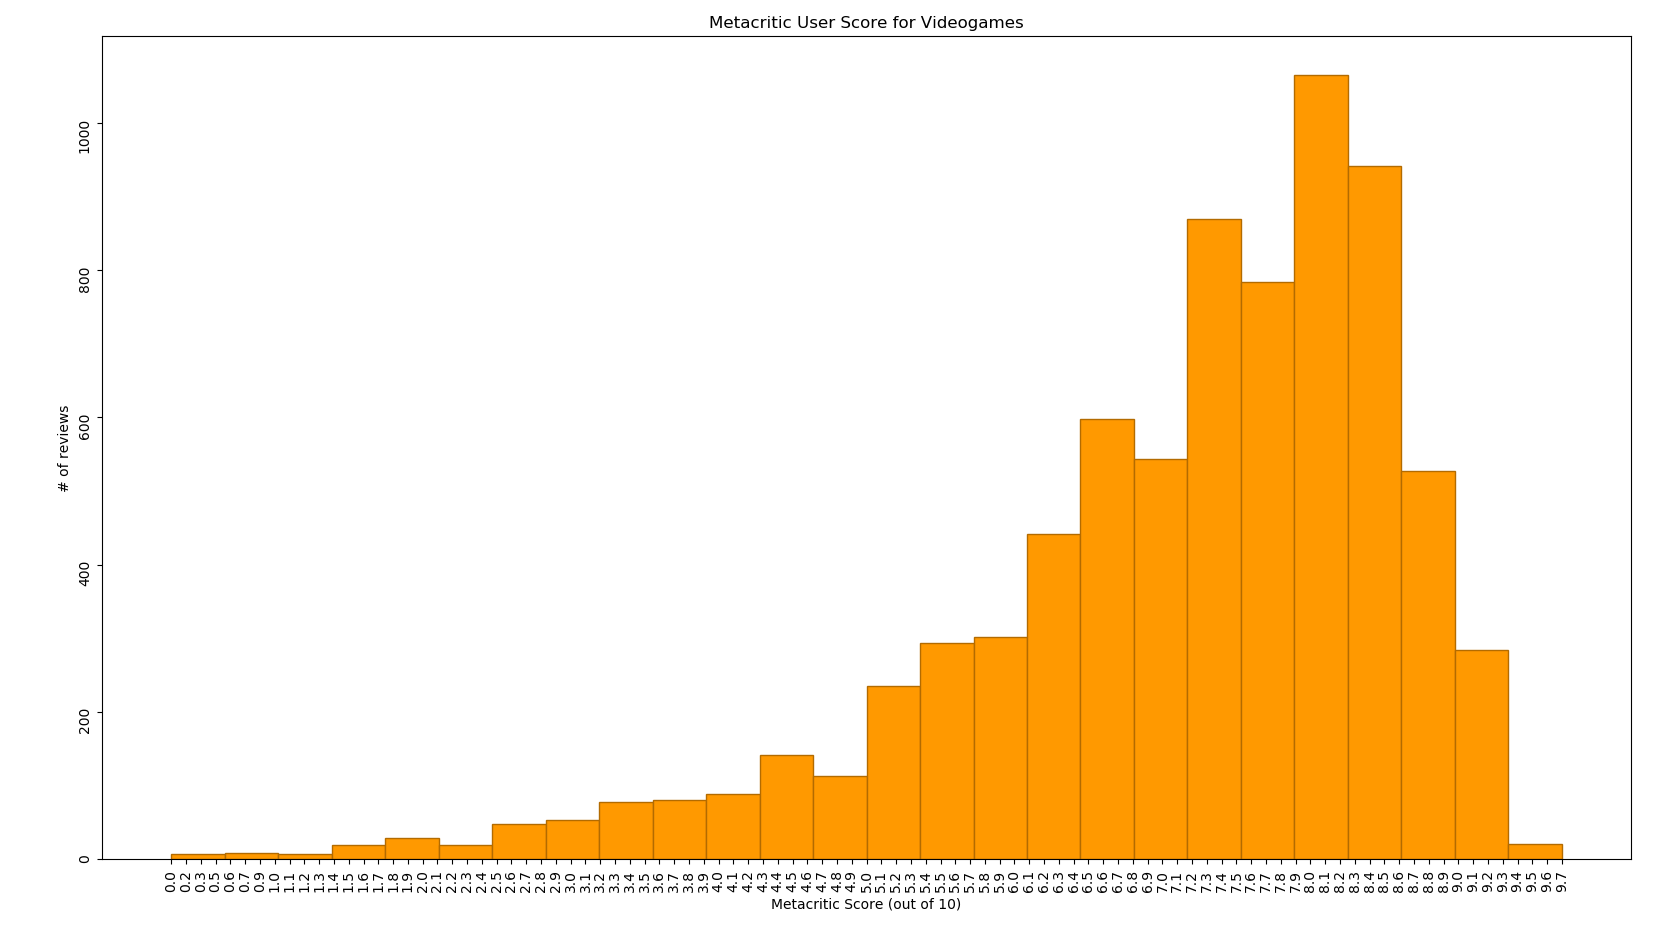 Metacritic User Score for Videogames
1000
800
600
400
200
0
# of reviews
0.0 0.2 0.3 0.5 0.6 0.7 0.9 1.0 1.1 1.2 1.3 1.4 1.5 1.6 1.7 1.8 1.9 2.0 2.1 2.2 2.3 2.4 2.5 2.6 2.7 2.8 2.9 3.0 3.1 3.2 3.3 3.4 3.5 3.6 3.7 3.8 3.9 4.0 4.1 4.2 4.3 4.4 4.5 4.6 4.7 4.8 4.9 5.0 5.1 5.2 5.3 5.4 5.5 5.6 5.7 5.8 5.9 6.0 6.1 6.2 6.3 6.4 6.5 6.6 6.7 6.8 6.9 7.0 7.1 7.2 7.3 7.4 7.5 7.6 7.7 7.8 7.9 8.0 8.1 8.2 8.3 8.4 8.5 8.6 8.7 8.8 8.9 9.0 9.1 9.2 9.3 9.4 9.5 9.6 9.7
Metacritic Score (out of 10)